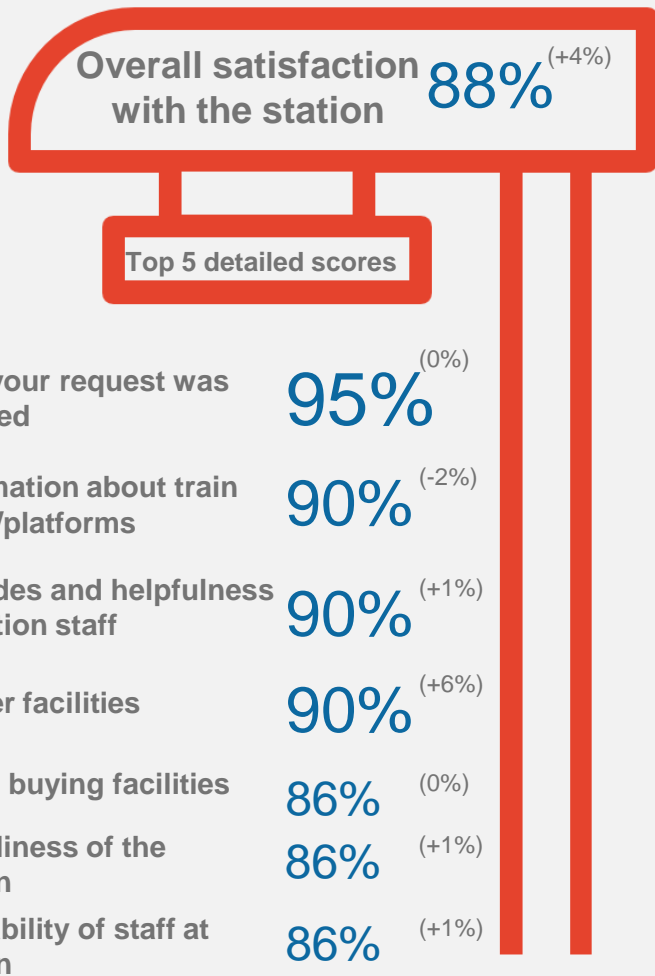 Overall satisfaction
with the station
88% (+4%)
Top 5 detailed scores
your request was
ed
95% (0%)
mation about train
/platforms
90% (-2%)
des and helpfulness
tion staff
90% (+1%)
er facilities
90% (+6%)
buying facilities
86% (0%)
liness of the
n
86% (+1%)
bility of staff at
n
86% (+1%)